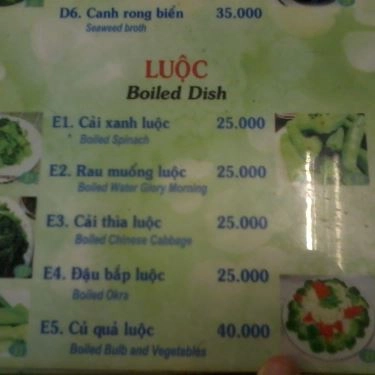 D6. Canh rong biển 35.000
Seaweed broth
LUỘC
Boiled Dish
E1. Cải xanh luộc 25.000
Boiled Spinach
E2. Rau muống luộc 25.000
Boiled Water Glory Morning
E3. Cải thìa luộc 25.000
Boiled Chinese Cabbage
E4. Đậu bắp luộc 25.000
Boiled Okra
E5. Củ quả luộc 40.000
Boiled Bulb and Vegetables